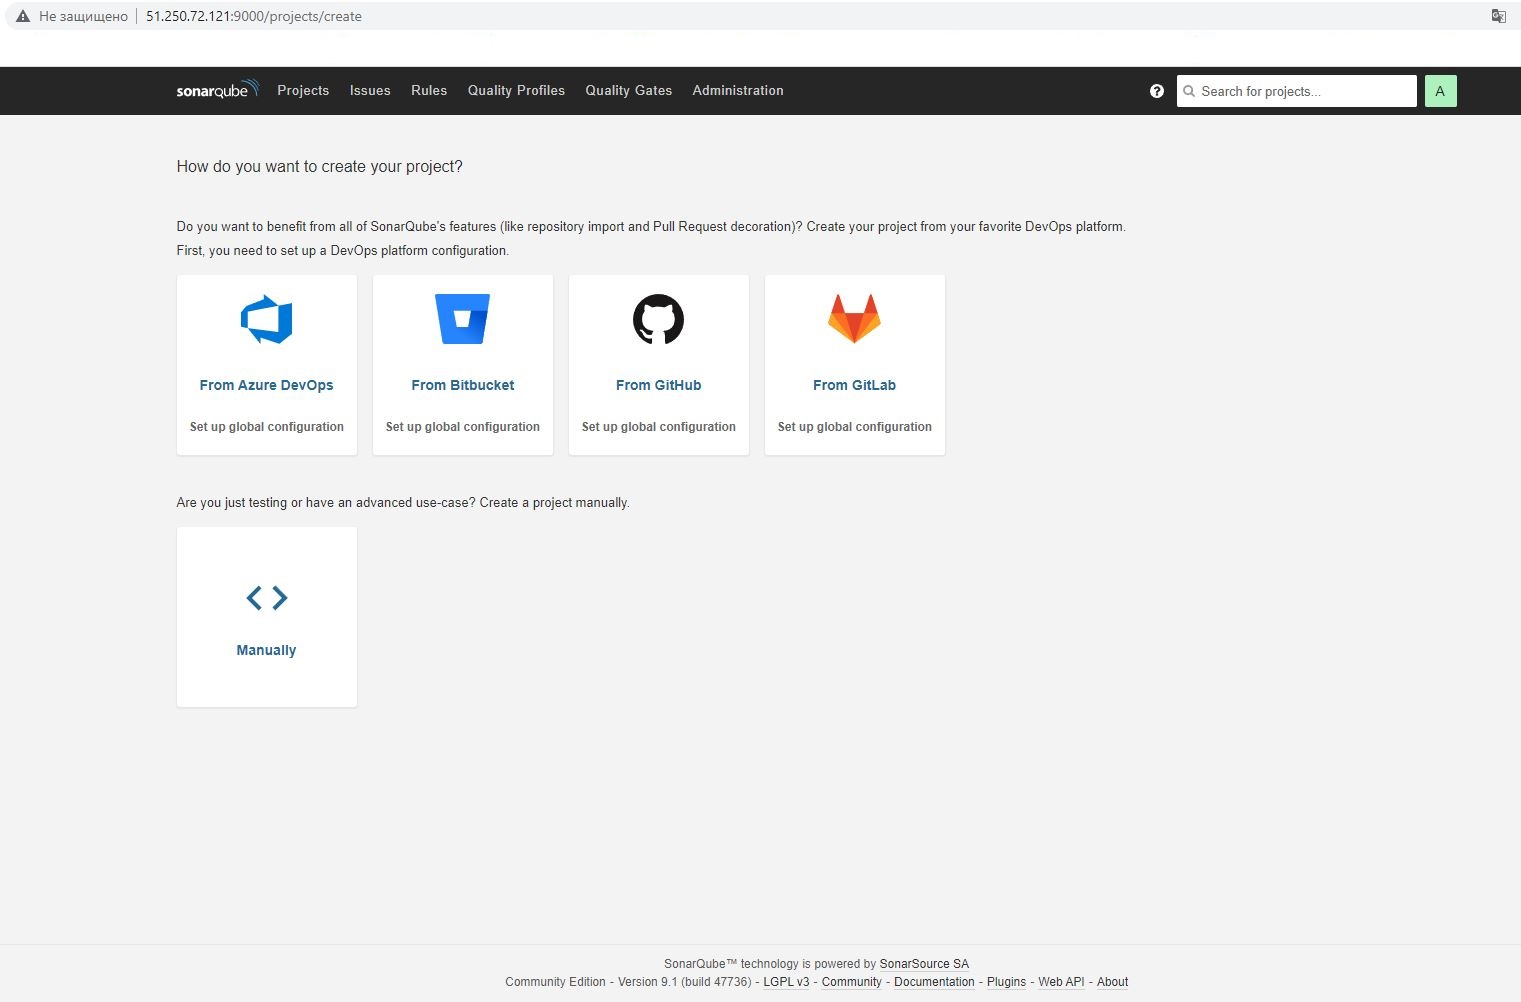 Не защищено 51.250.72.121:9000/projects/create
sonarqube Projects Issues Rules Quality Profiles Quality Gates Administration ? Search for projects... A
How do you want to create your project?
Do you want to benefit from all of SonarQube's features (like repository import and Pull Request decoration)? Create your project from your favorite DevOps platform.
First, you need to set up a DevOps platform configuration.
From Azure DevOps From Bitbucket From GitHub From GitLab
Set up global configuration Set up global configuration Set up global configuration Set up global configuration
Are you just testing or have an advanced use-case? Create a project manually.
Manually
SonarQube™ technology is powered by SonarSource SA
Community Edition - Version 9.1 (build 47736) - LGPL v3 - Community - Documentation - Plugins - Web API - About